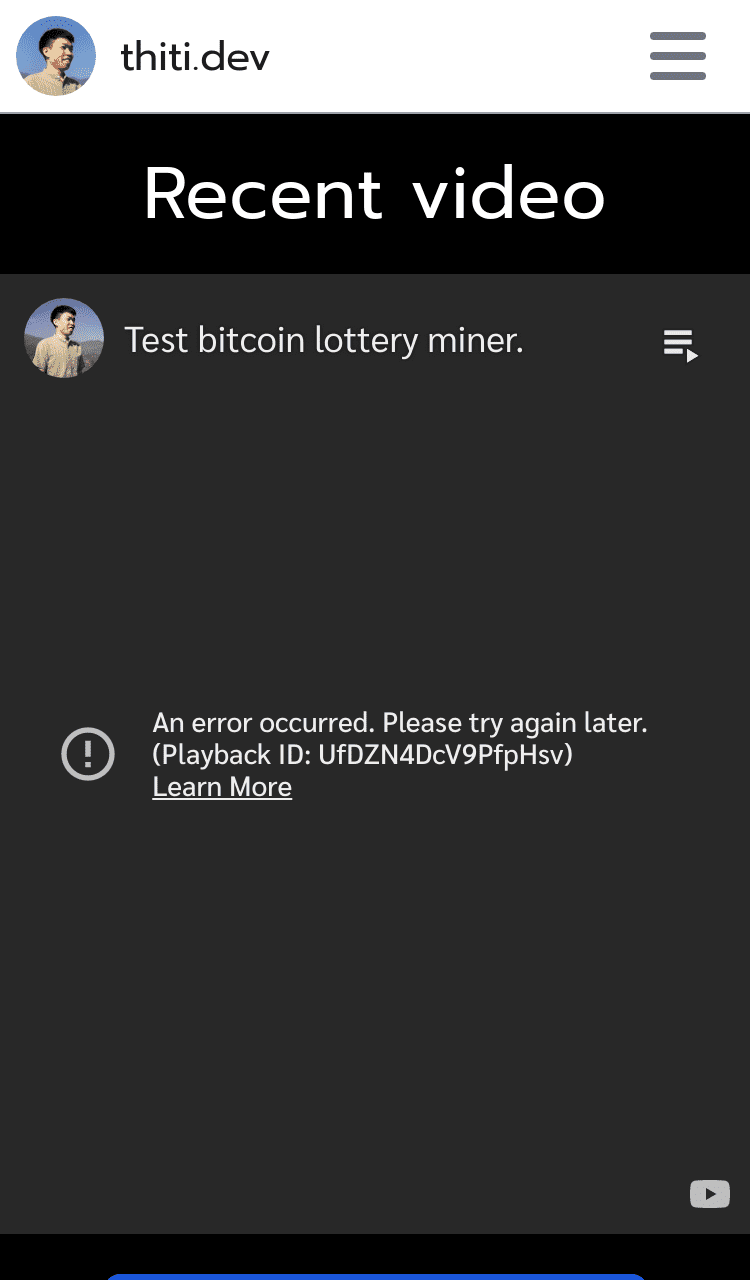 thiti.dev
Recent video
Test bitcoin lottery miner.
An error occurred. Please try again later.
(Playback ID: UfDZN4DcV9PfpHsv)
Learn More